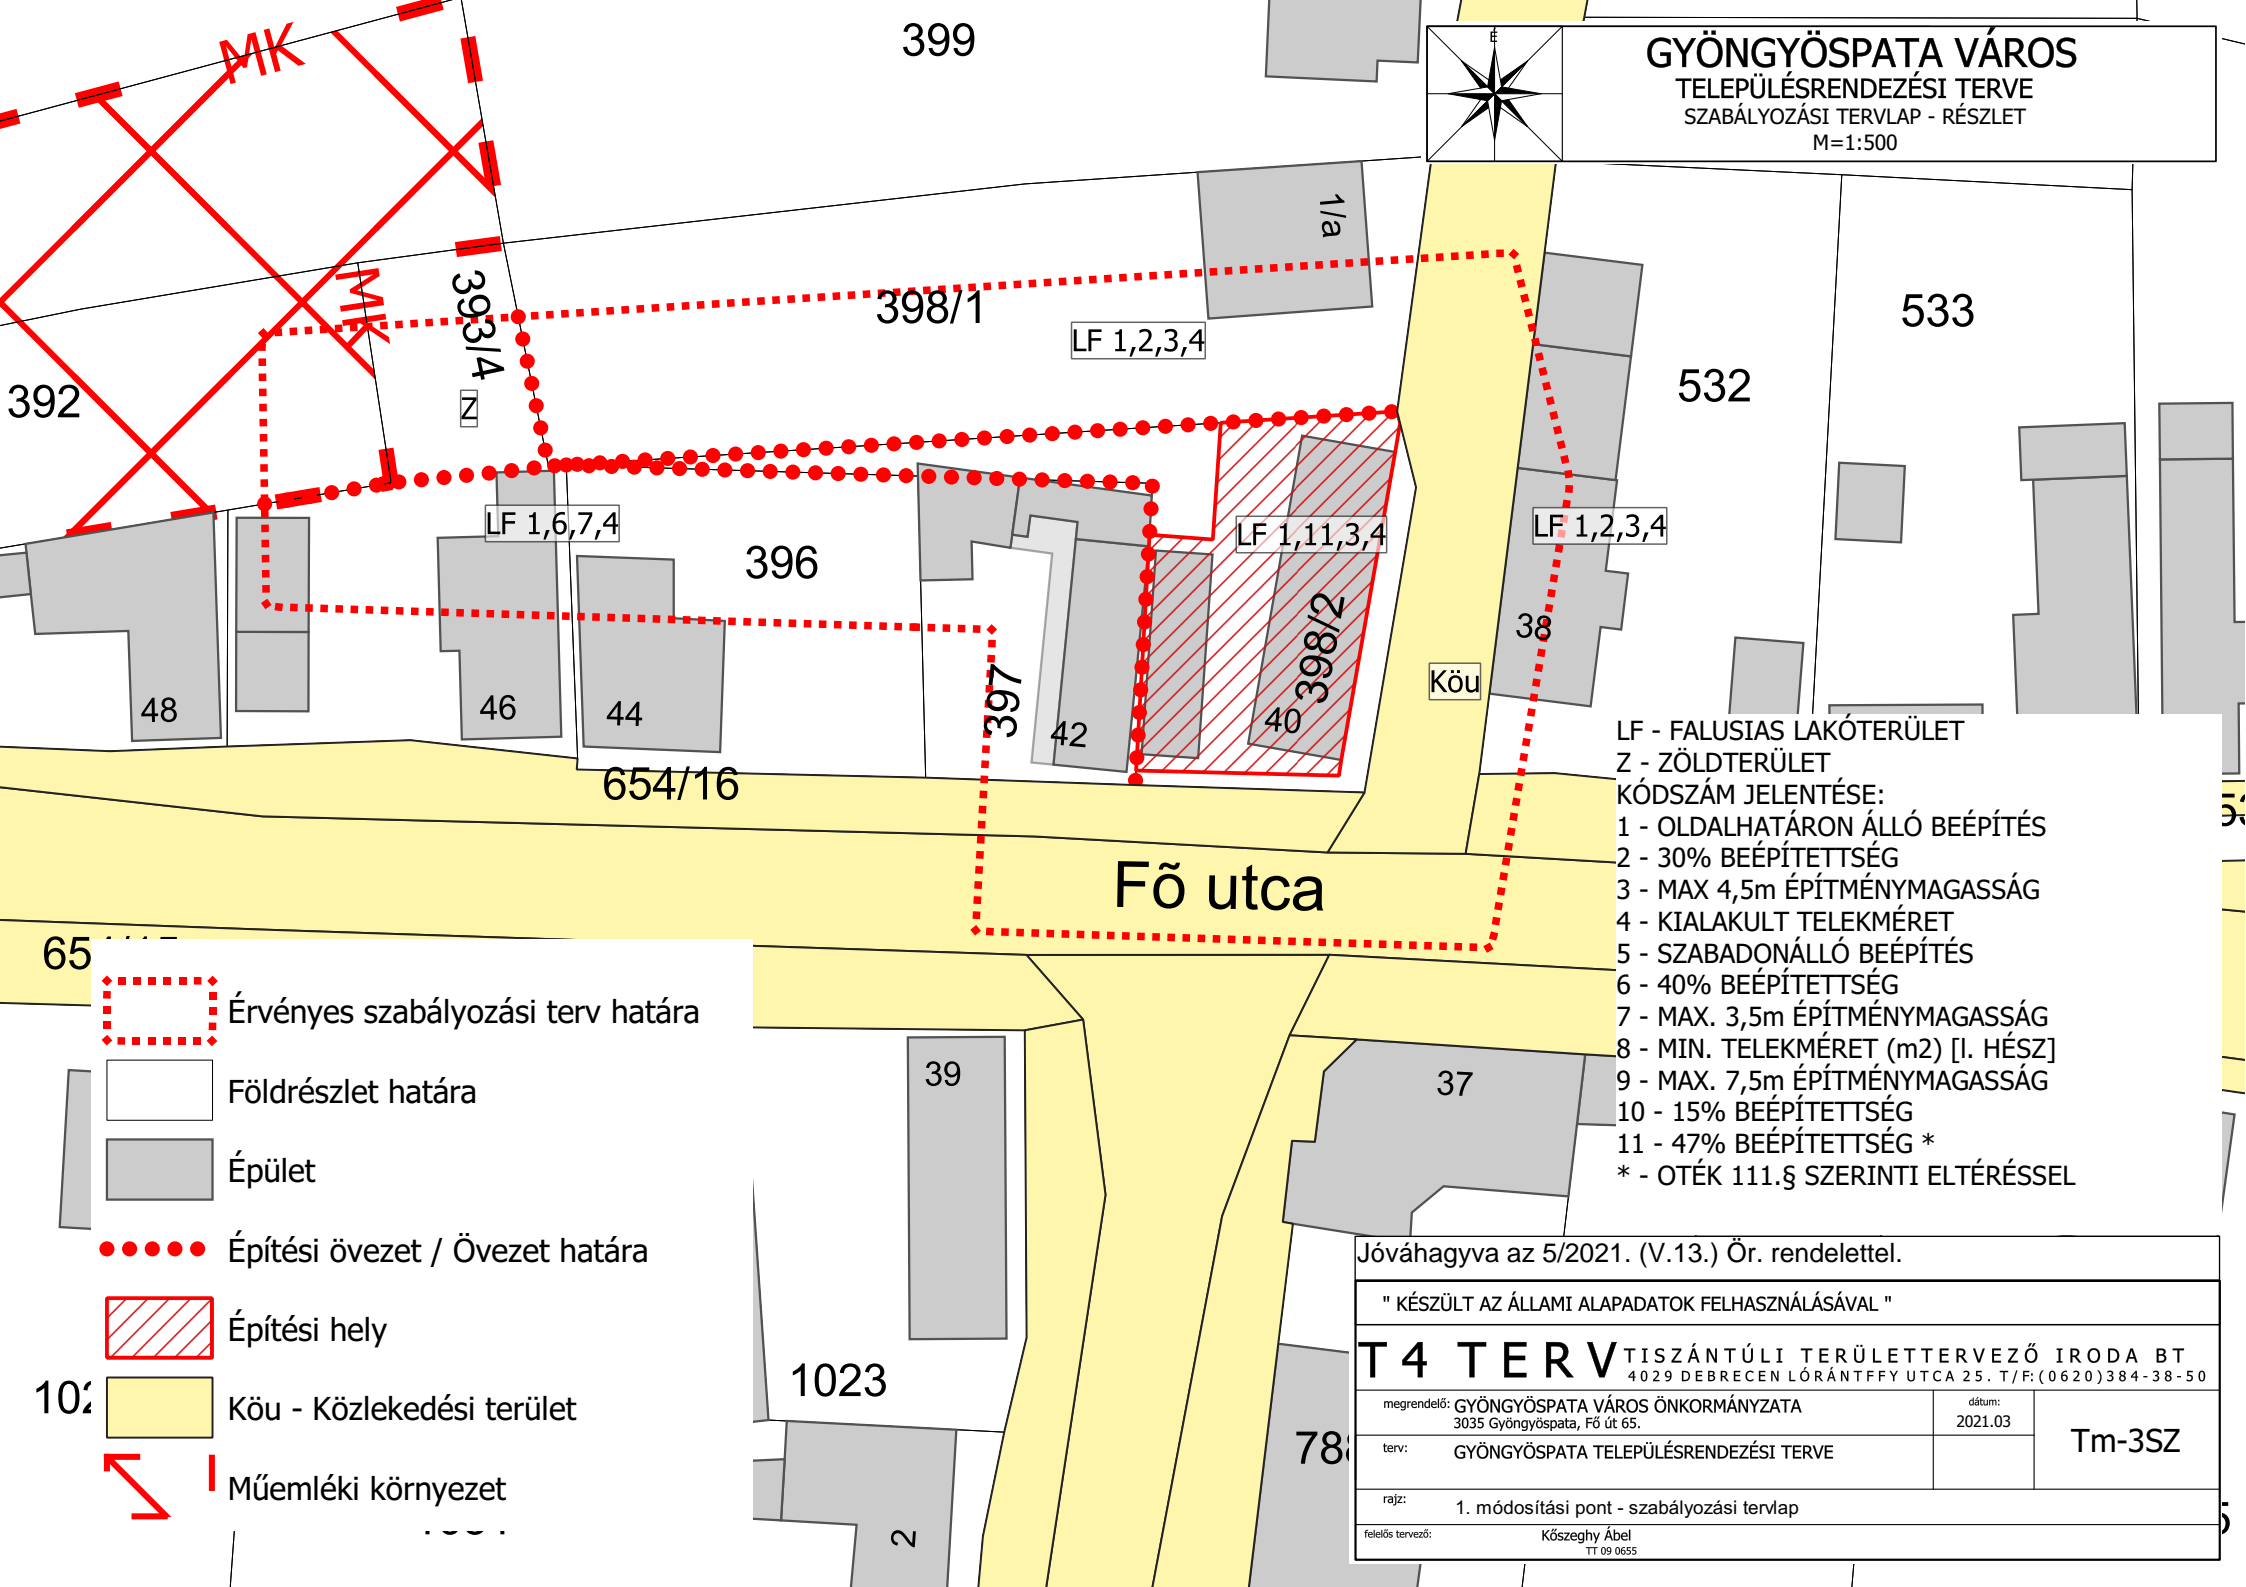 GYÖNGYÖSPATA VÁROS
TELEPÜLÉSRENDEZÉSI TERVE
SZABÁLYOZÁSI TERVLAP - RÉSZLET
M=1:500
É
399
MK
MK
1/a
393/4
398/1
LF 1,2,3,4
392
Z
532
533
LF 1,6,7,4
396
LF 1,11,3,4
LF 1,2,3,4
398/2
38
397
Köu
48
46
44
42
40
654/16
Fõ utca
39
37
1023
2
LF - FALUSIAS LAKÓTERÜLET
Z - ZÖLDTERÜLET
KÓDSZÁM JELENTÉSE:
1 - OLDALHATÁRON ÁLLÓ BEÉPÍTÉS
2 - 30% BEÉPÍTETTSÉG
3 - MAX 4,5m ÉPÍTMÉNYMAGASSÁG
4 - KIALAKULT TELEKMÉRET
5 - SZABADONÁLLÓ BEÉPÍTÉS
6 - 40% BEÉPÍTETTSÉG
7 - MAX. 3,5m ÉPÍTMÉNYMAGASSÁG
8 - MIN. TELEKMÉRET (m2) [l. HÉSZ]
9 - MAX. 7,5m ÉPÍTMÉNYMAGASSÁG
10 - 15% BEÉPÍTETTSÉG
11 - 47% BEÉPÍTETTSÉG *
* - OTÉK 111.§ SZERINTI ELTÉRÉSSEL
Érvényes szabályozási terv határa
Földrészlet határa
Épület
Építési övezet / Övezet határa
Építési hely
Köu - Közlekedési terület
Műemléki környezet
Jóváhagyva az 5/2021. (V.13.) Ör. rendelettel.
" KÉSZÜLT AZ ÁLLAMI ALAPADATOK FELHASZNÁLÁSÁVAL "
T4 TERV TISZÁNTÚLI TERÜLETTERVEZŐ IRODA BT
4029 DEBRECEN LÓRÁNTFFY UTCA 25. T/F:(0620)384-38-50
megrendelő: GYÖNGYÖSPATA VÁROS ÖNKORMÁNYZATA
3035 Gyöngyöspata, Fő út 65.
dátum:
2021.03
Tm-3SZ
terv: GYÖNGYÖSPATA TELEPÜLÉSRENDEZÉSI TERVE
rajz: 1. módosítási pont - szabályozási tervlap
felelős tervező: Kőszeghy Ábel
TT 09 0655